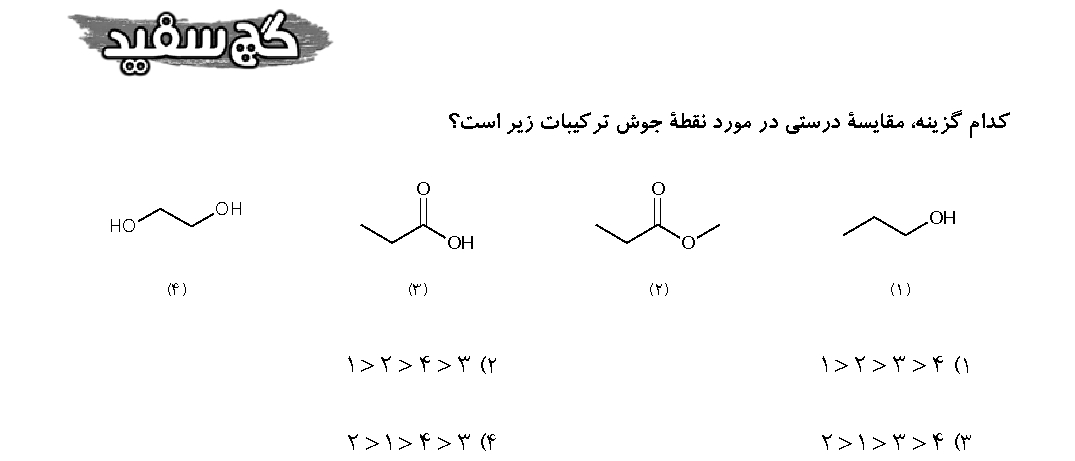 گچ سفید
کدام گزینه، مقایسهٔ درستی در مورد نقطهٔ جوش ترکیبات زیر است؟
OH
O
O
O
OH
HO
OH
(۱)
(۲)
(۳)
(۴)
۱) ۴ > ۳ > ۲ > ۱
۲) ۳ > ۴ > ۲ > ۱
۳) ۴ > ۳ > ۱ > ۲
۴) ۳ > ۴ > ۱ > ۲